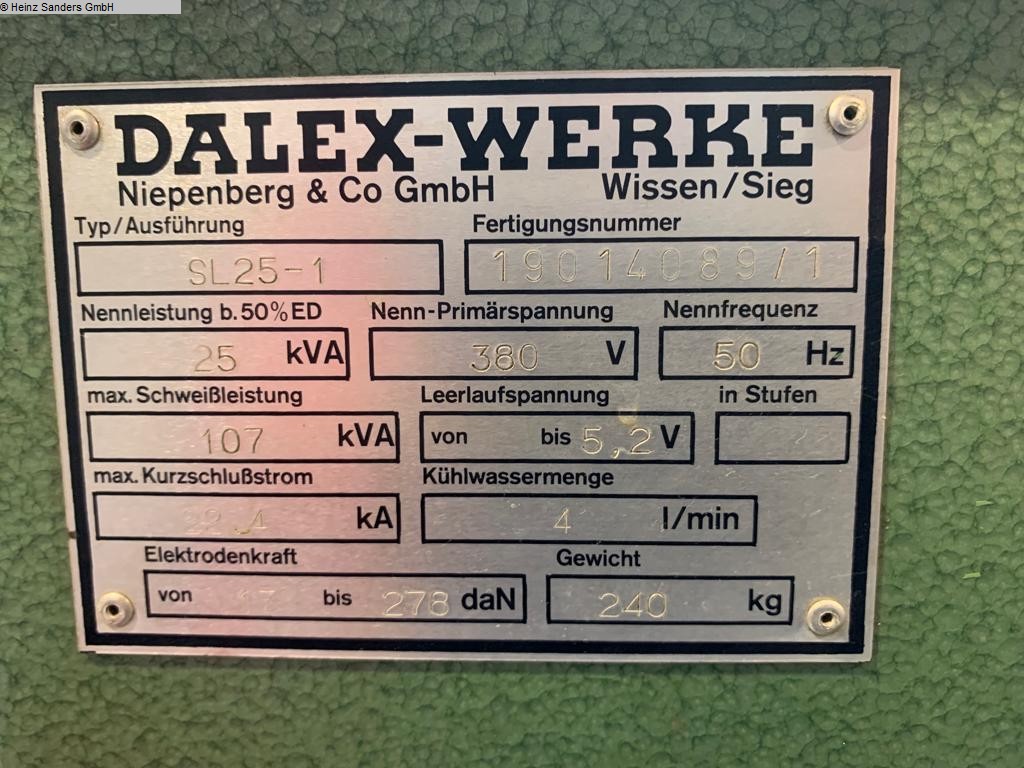 © Heinz Sanders GmbH
DALEX-WERKE
Niepenberg & Co GmbH Wissen/Sieg
Typ/Ausführung Fertigungsnummer
SL25-1 19014089/1
Nennleistung b. 50% ED Nenn-Primärspannung Nennfrequenz
25 kVA 380 V 50 Hz
max. Schweißleistung Leerlaufspannung in Stufen
107 kVA von bis 5,2 V
max. Kurzschlußstrom Kühlwassermenge
kA 4 l/min
Elektrodenkraft Gewicht
von 17 bis 278 daN 240 kg